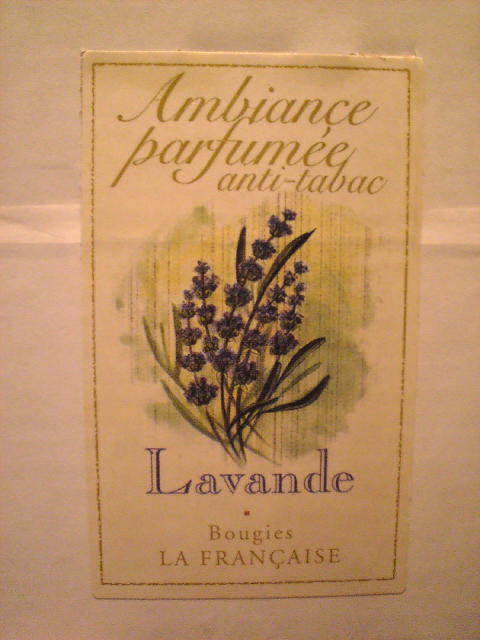 Ambiance
parfumée
anti-tabac
Lavande
Bougies
LA FRANÇAISE